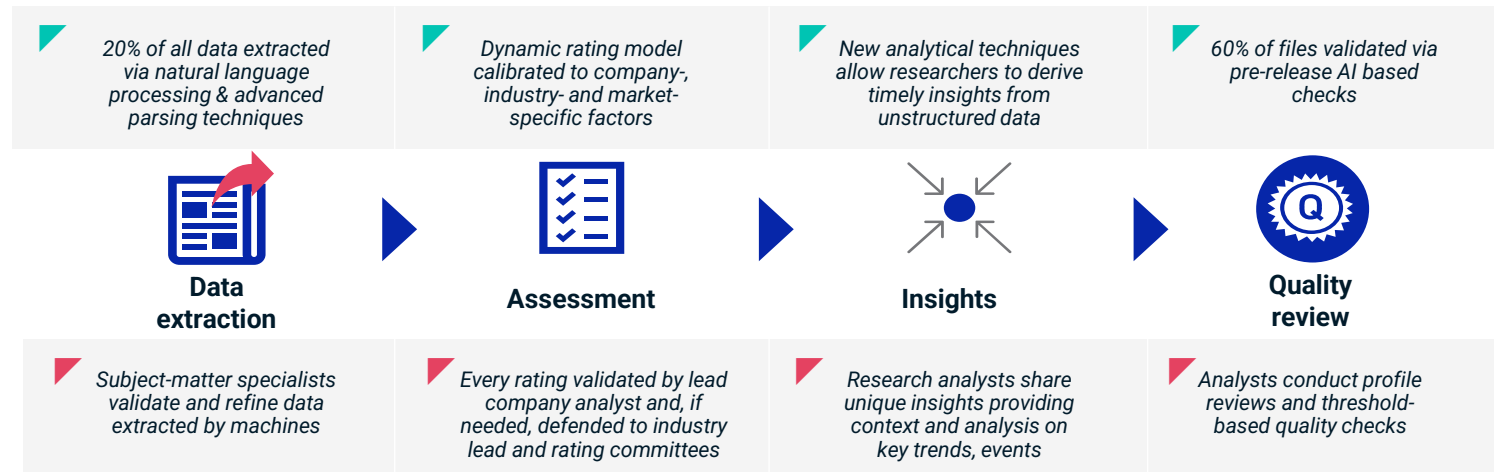 20% of all data extracted
via natural language
processing & advanced
parsing techniques
Dynamic rating model
calibrated to company-,
industry- and market-
specific factors
New analytical techniques
allow researchers to derive
timely insights from
unstructured data
60% of files validated via
pre-release AI based
checks
Data
extraction
Assessment
Insights
Q
Quality
review
Subject-matter specialists
validate and refine data
extracted by machines
Every rating validated by lead
company analyst and, if
needed, defended to industry
lead and rating committees
Research analysts share
unique insights providing
context and analysis on
key trends, events
Analysts conduct profile
reviews and threshold-
based quality checks